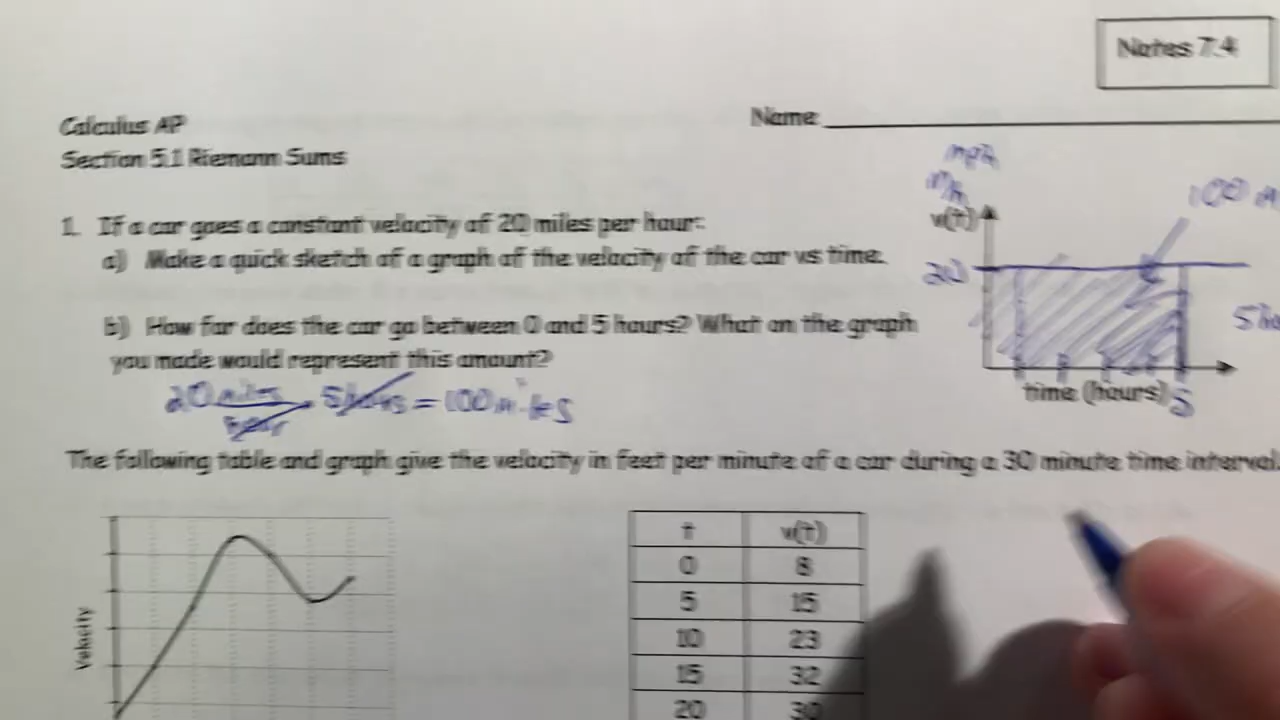 Notes 7.4
Calculus AP
Name
Section 5.1 Riemann Sums
mph
1. If a car goes a constant velocity of 20 miles per hour:
a) Make a quick sketch of a graph of the velocity of the car vs time.
b) How far does the car go between 0 and 5 hours? What on the graph
you made would represent this amount?
20 miles
hour
5 hours = 100 miles
v(t)
100
20
time (hours) 5
The following table and graph give the velocity in feet per minute of a car during a 30 minute time interval.
Velocity
t v(t)
0 8
5 15
10 23
15 32
20 30